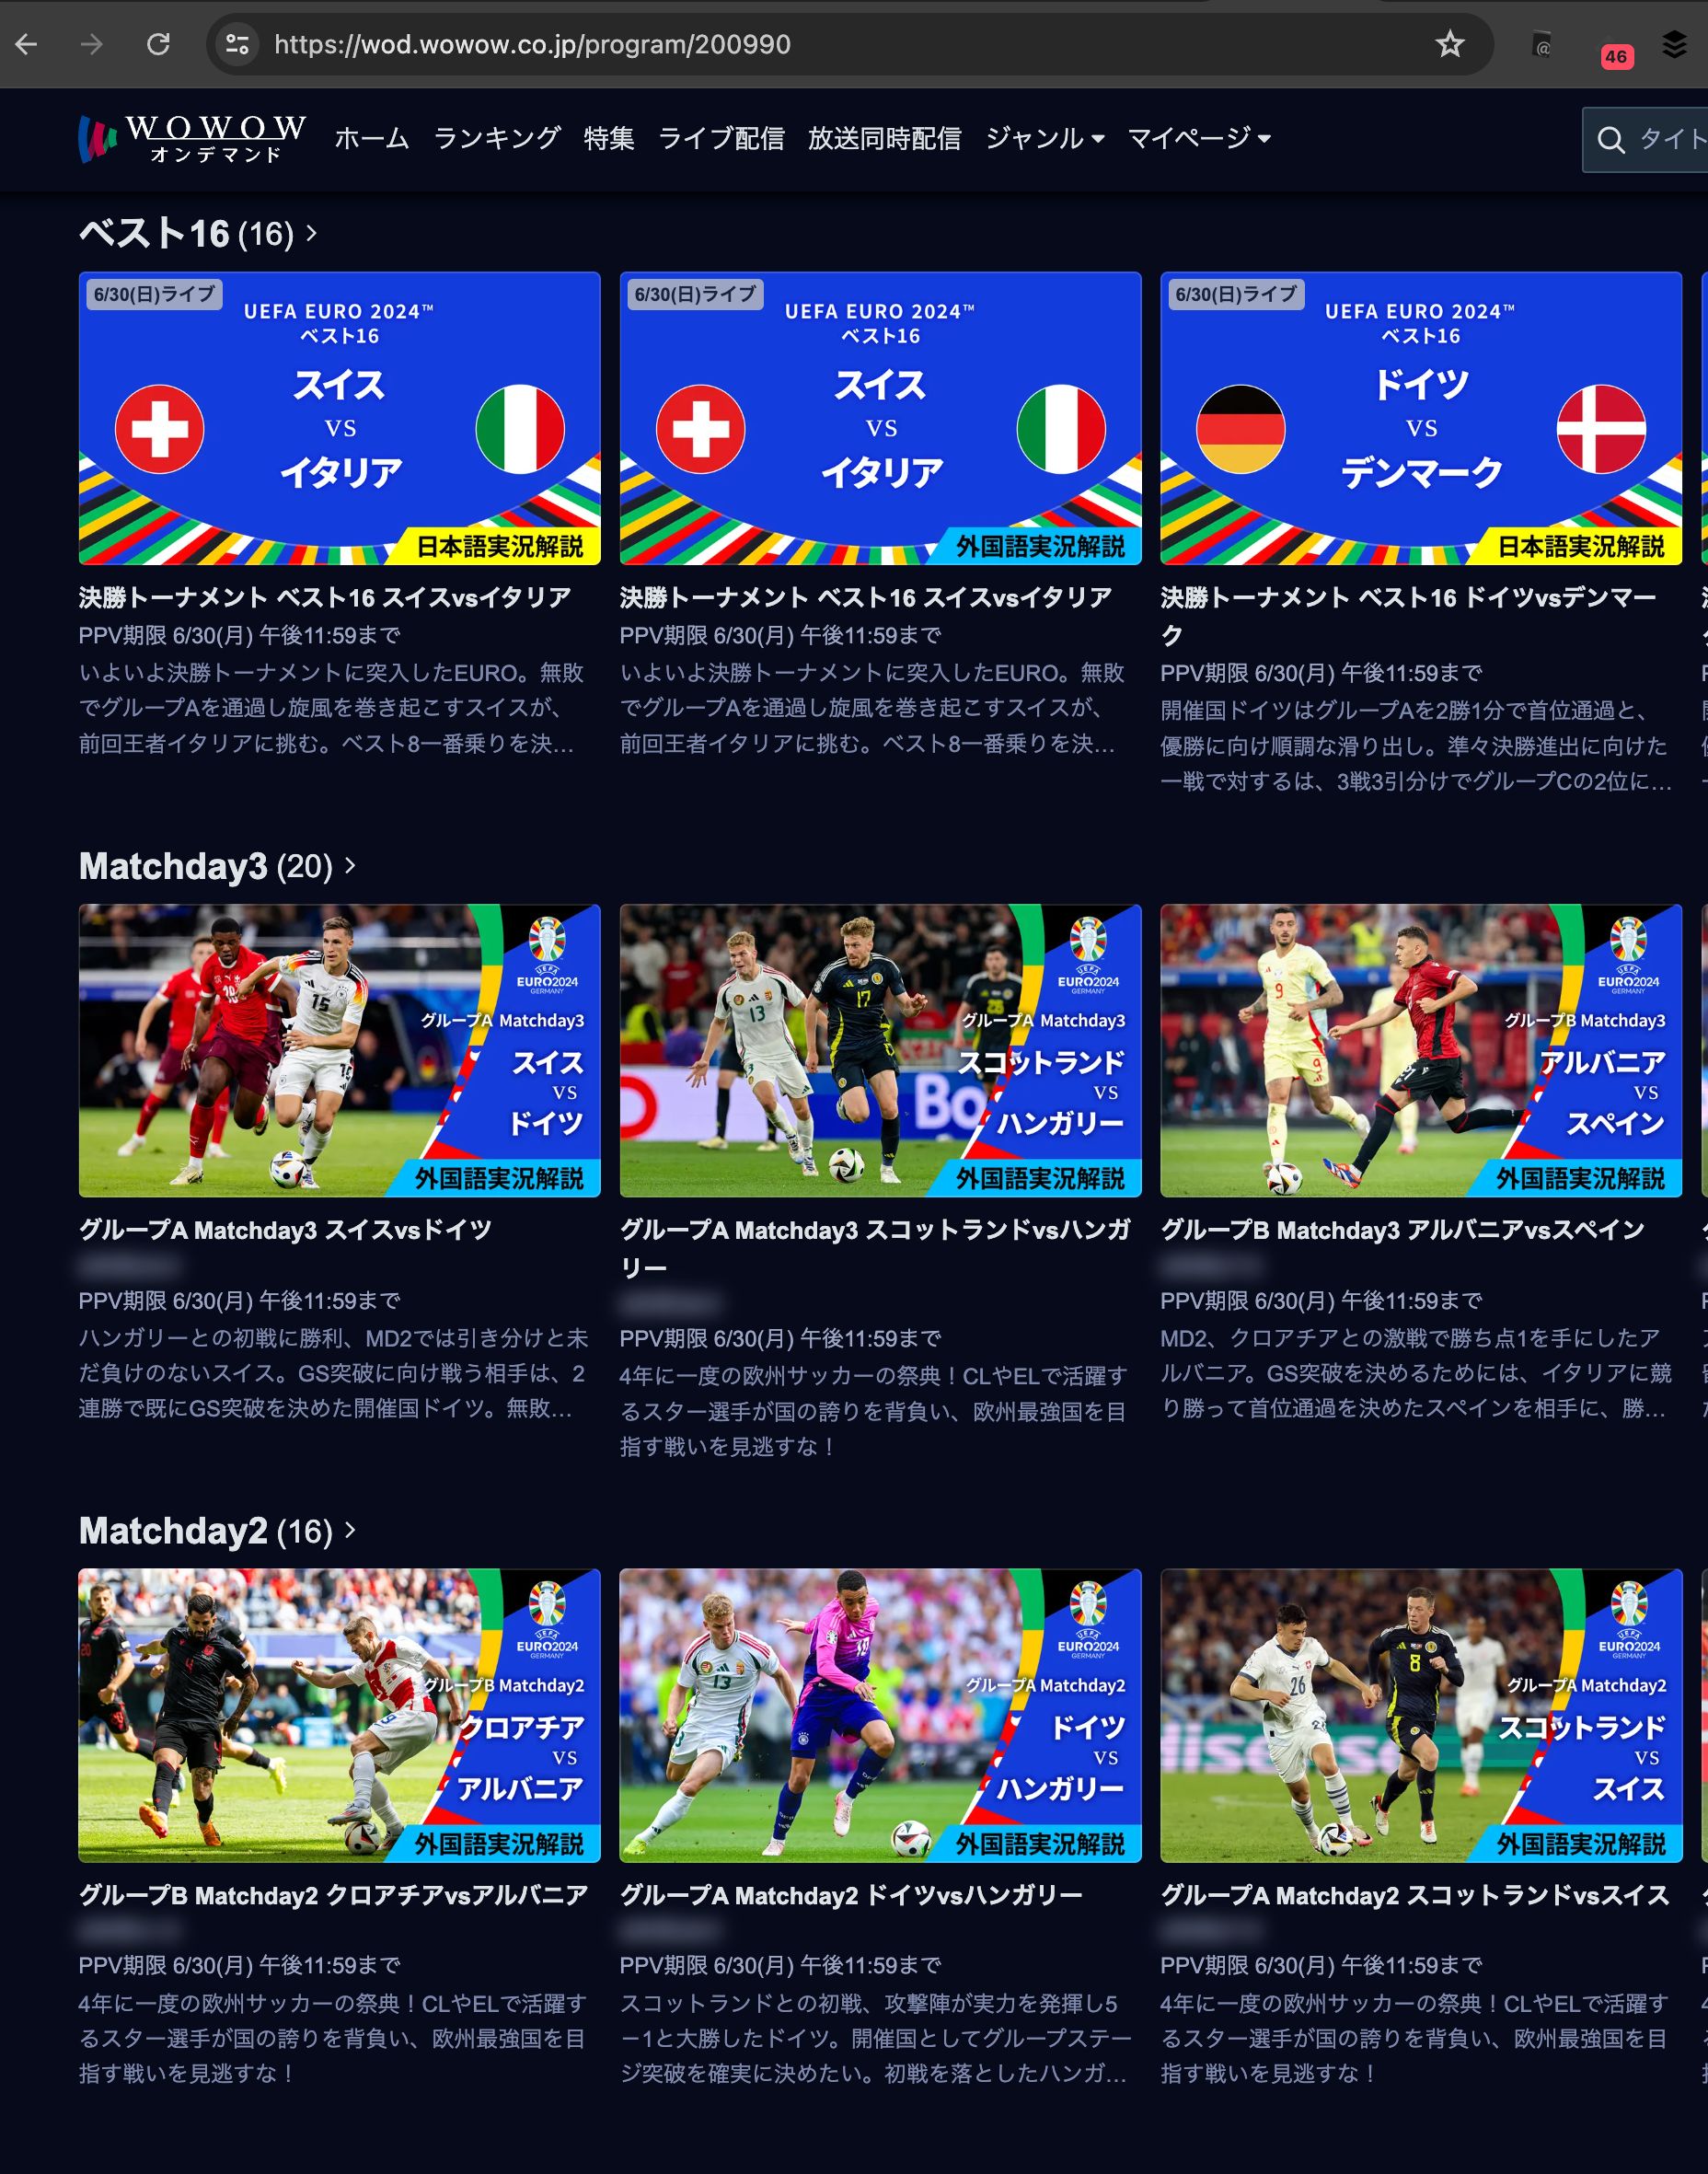 https://wod.wowow.co.jp/program/200990
46
WOWOW
オンデマンド
ホーム ランキング 特集 ライブ配信 放送同時配信 ジャンル マイページ
タイト
ベスト16 (16)
6/30(日)ライブ
UEFA EURO 2024™
ベスト16
スイス
VS
イタリア
日本語実況解説
決勝トーナメント ベスト16 スイスvsイタリア
PPV期限 6/30(月) 午後11:59まで
いよいよ決勝トーナメントに突入したEURO。無敗
でグループAを通過し旋風を巻き起こすスイスが、
前回王者イタリアに挑む。ベスト8一番乗りを決...
6/30(日)ライブ
UEFA EURO 2024™
ベスト16
スイス
VS
イタリア
外国語実況解説
決勝トーナメント ベスト16 スイスvsイタリア
PPV期限 6/30(月) 午後11:59まで
いよいよ決勝トーナメントに突入したEURO。無敗
でグループAを通過し旋風を巻き起こすスイスが、
前回王者イタリアに挑む。ベスト8一番乗りを決...
6/30(日)ライブ
UEFA EURO 2024™
ベスト16
ドイツ
VS
デンマーク
日本語実況解説
決勝トーナメント ベスト16 ドイツvsデンマー
ク
PPV期限 6/30(月) 午後11:59まで
開催国ドイツはグループAを2勝1分で首位通過と、
優勝に向け順調な滑り出し。準々決勝進出に向けた
一戦で対するは、3戦3引分けでグループCの2位に...
Matchday3 (20)
UEFA
EURO2024
GERMANY
グループA Matchday3
スイス
VS
ドイツ
外国語実況解説
グループA Matchday3 スイスvsドイツ
PPV期限 6/30(月) 午後11:59まで
ハンガリーとの初戦に勝利、MD2では引き分けと未
だ負けのないスイス。GS突破に向け戦う相手は、2
連勝で既にGS突破を決めた開催国ドイツ。無敗...
UEFA
EURO2024
GERMANY
グループA Matchday3
スコットランド
VS
ハンガリー
外国語実況解説
グループA Matchday3 スコットランドvsハンガ
リー
PPV期限 6/30(月) 午後11:59まで
4年に一度の欧州サッカーの祭典！CLやELで活躍す
るスター選手が国の誇りを背負い、欧州最強国を目
指す戦いを見逃すな！
UEFA
EURO2024
GERMANY
グループB Matchday3
アルバニア
VS
スペイン
外国語実況解説
グループB Matchday3 アルバニアvsスペイン
PPV期限 6/30(月) 午後11:59まで
MD2、クロアチアとの激戦で勝ち点1を手にしたア
ルバニア。GS突破を決めるためには、イタリアに競
り勝って首位通過を決めたスペインを相手に、勝...
Matchday2 (16)
UEFA
EURO2024
GERMANY
グループB Matchday2
クロアチア
VS
アルバニア
外国語実況解説
グループB Matchday2 クロアチアvsアルバニア
PPV期限 6/30(月) 午後11:59まで
4年に一度の欧州サッカーの祭典！CLやELで活躍す
るスター選手が国の誇りを背負い、欧州最強国を目
指す戦いを見逃すな！
UEFA
EURO2024
GERMANY
グループA Matchday2
ドイツ
VS
ハンガリー
外国語実況解説
グループA Matchday2 ドイツvsハンガリー
PPV期限 6/30(月) 午後11:59まで
スコットランドとの初戦、攻撃陣が実力を発揮し5
ー1と大勝したドイツ。開催国としてグループステー
ジ突破を確実に決めたい。初戦を落としたハンガ...
UEFA
EURO2024
GERMANY
グループA Matchday2
スコットランド
VS
スイス
外国語実況解説
グループA Matchday2 スコットランドvsスイス
PPV期限 6/30(月) 午後11:59まで
4年に一度の欧州サッカーの祭典！CLやELで活躍す
るスター選手が国の誇りを背負い、欧州最強国を目
指す戦いを見逃すな！